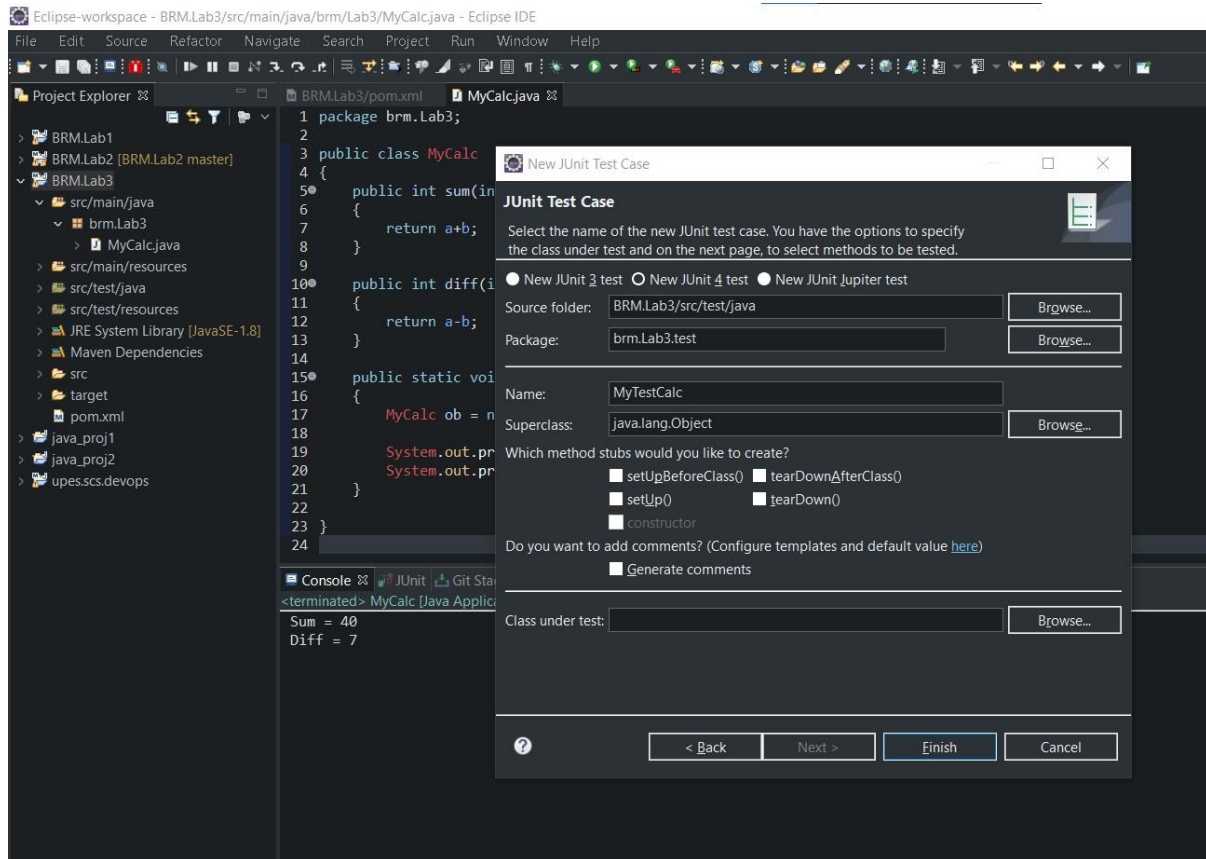 Eclipse-workspace - BRM.Lab3/src/main/java/brm/Lab3/MyCalc.java - Eclipse IDE
File Edit Source Refactor Navigate Search Project Run Window Help
Project Explorer
BRM.Lab1
BRM.Lab2 [BRM.Lab2 master]
BRM.Lab3
src/main/java
brm.Lab3
MyCalc.java
src/main/resources
src/test/java
src/test/resources
JRE System Library [JavaSE-1.8]
Maven Dependencies
src
target
pom.xml
java_proj1
java_proj2
upes.scs.devops
BRM.Lab3/pom.xml MyCalc.java
1 package brm.Lab3;
2
3 public class MyCalc
4 {
5 public int sum(in
6 {
7 return a+b;
8 }
9
10 public int diff(i
11 {
12 return a-b;
13 }
14
15 public static voi
16 {
17 MyCalc ob = n
18
19 System.out.pr
20 System.out.pr
21 }
22
23 }
24
Console JUnit Git Sta
<terminated> MyCalc [Java Applic
Sum = 40
Diff = 7
New JUnit Test Case
JUnit Test Case
Select the name of the new JUnit test case. You have the options to specify
the class under test and on the next page, to select methods to be tested.
New JUnit 3 test New JUnit 4 test New JUnit Jupiter test
Source folder: BRM.Lab3/src/test/java Browse...
Package: brm.Lab3.test Browse...
Name: MyTestCalc
Superclass: java.lang.Object Browse...
Which method stubs would you like to create?
setUpBeforeClass() tearDownAfterClass()
setUp() tearDown()
constructor
Do you want to add comments? (Configure templates and default value here)
Generate comments
Class under test: Browse...
< Back Next > Finish Cancel